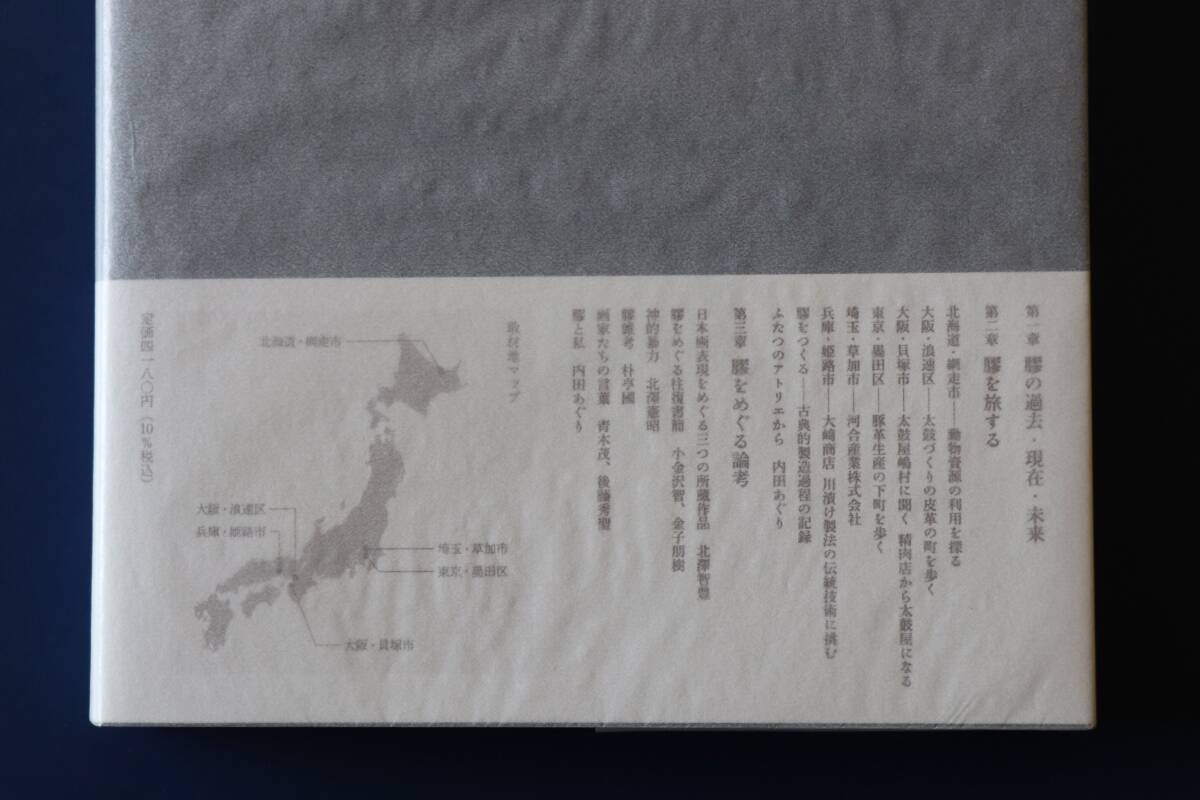 第一章 膠の過去・現在・未来
第二章 膠を旅する
北海道・網走市——動物資源の利用を探る
大阪・浪速区——太鼓づくりの皮革の町を歩く
大阪・貝塚市——太鼓屋嶋村に聞く 精肉店から太鼓屋になる
東京・墨田区——豚革生産の下町を歩く
埼玉・草加市——河合産業株式会社
兵庫・姫路市——大﨑商店 川漬け製法の伝統技術に挑む
膠をつくる——古典的製造過程の記録
ふたつのアトリエから 内田あぐり
第三章 膠をめぐる論考
日本画表現をめぐる三つの所蔵作品 北澤智豊
膠をめぐる往復書簡 小金沢智、金子朋樹
神的暴力 北澤憲昭
膠雑考 朴亭國
画家たちの言葉 青木茂、後藤秀聖
膠と私 内田あぐり
取材地マップ
北海道・網走市
大阪・浪速区
兵庫・姫路市
埼玉・草加市
東京・墨田区
大阪・貝塚市
定価四一八〇円（10％税込）